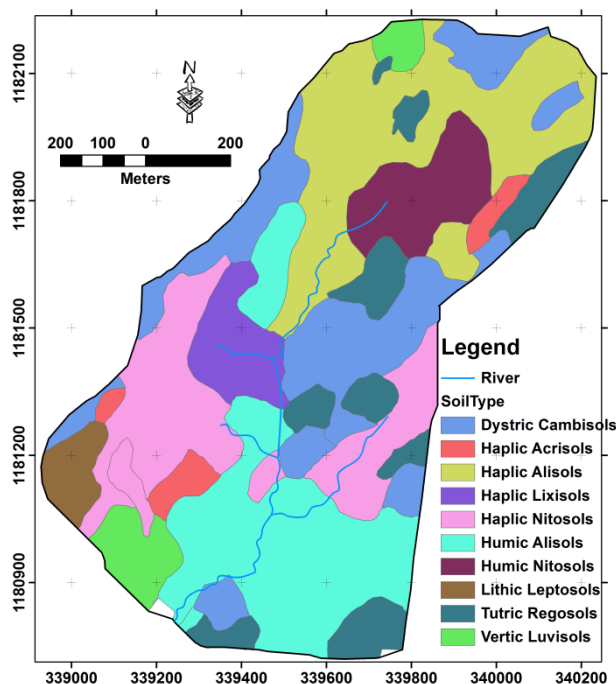 N
200 100 0 200
Meters
1182100
1181800
1181500
1181200
1180900
Legend
River
SoilType
Dystric Cambisols
Haplic Acrisols
Haplic Alisols
Haplic Lixisols
Haplic Nitosols
Humic Alisols
Humic Nitosols
Lithic Leptosols
Tutric Regosols
Vertic Luvisols
339000 339200 339400 339600 339800 340000 340200